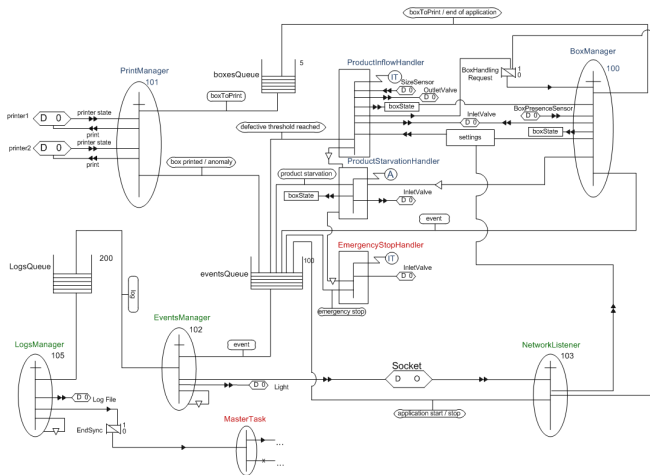 boxToPrint / end of application
boxesQueue
5
ProductInflowHandler
IT
SizeSensor
D 0
OutletValve
D 0
boxState
InletValve
D 0
BoxHandling
Request
1
0
BoxManager
100
BoxPresenceSensor
D 0
boxState
settings
PrintManager
101
boxToPrint
printer1
D 0
printer state
print
printer2
D 0
printer state
print
defective threshold reached
box printed / anomaly
ProductStarvationHandler
A
product starvation
boxState
InletValve
D 0
event
LogsQueue
200
log
eventsQueue
100
EmergencyStopHandler
IT
InletValve
D 0
emergency stop
EventsManager
102
event
D 0
Light
LogsManager
105
D 0
Log File
EndSync
1
0
Socket
D O
NetworkListener
103
application start / stop
MasterTask
...
...